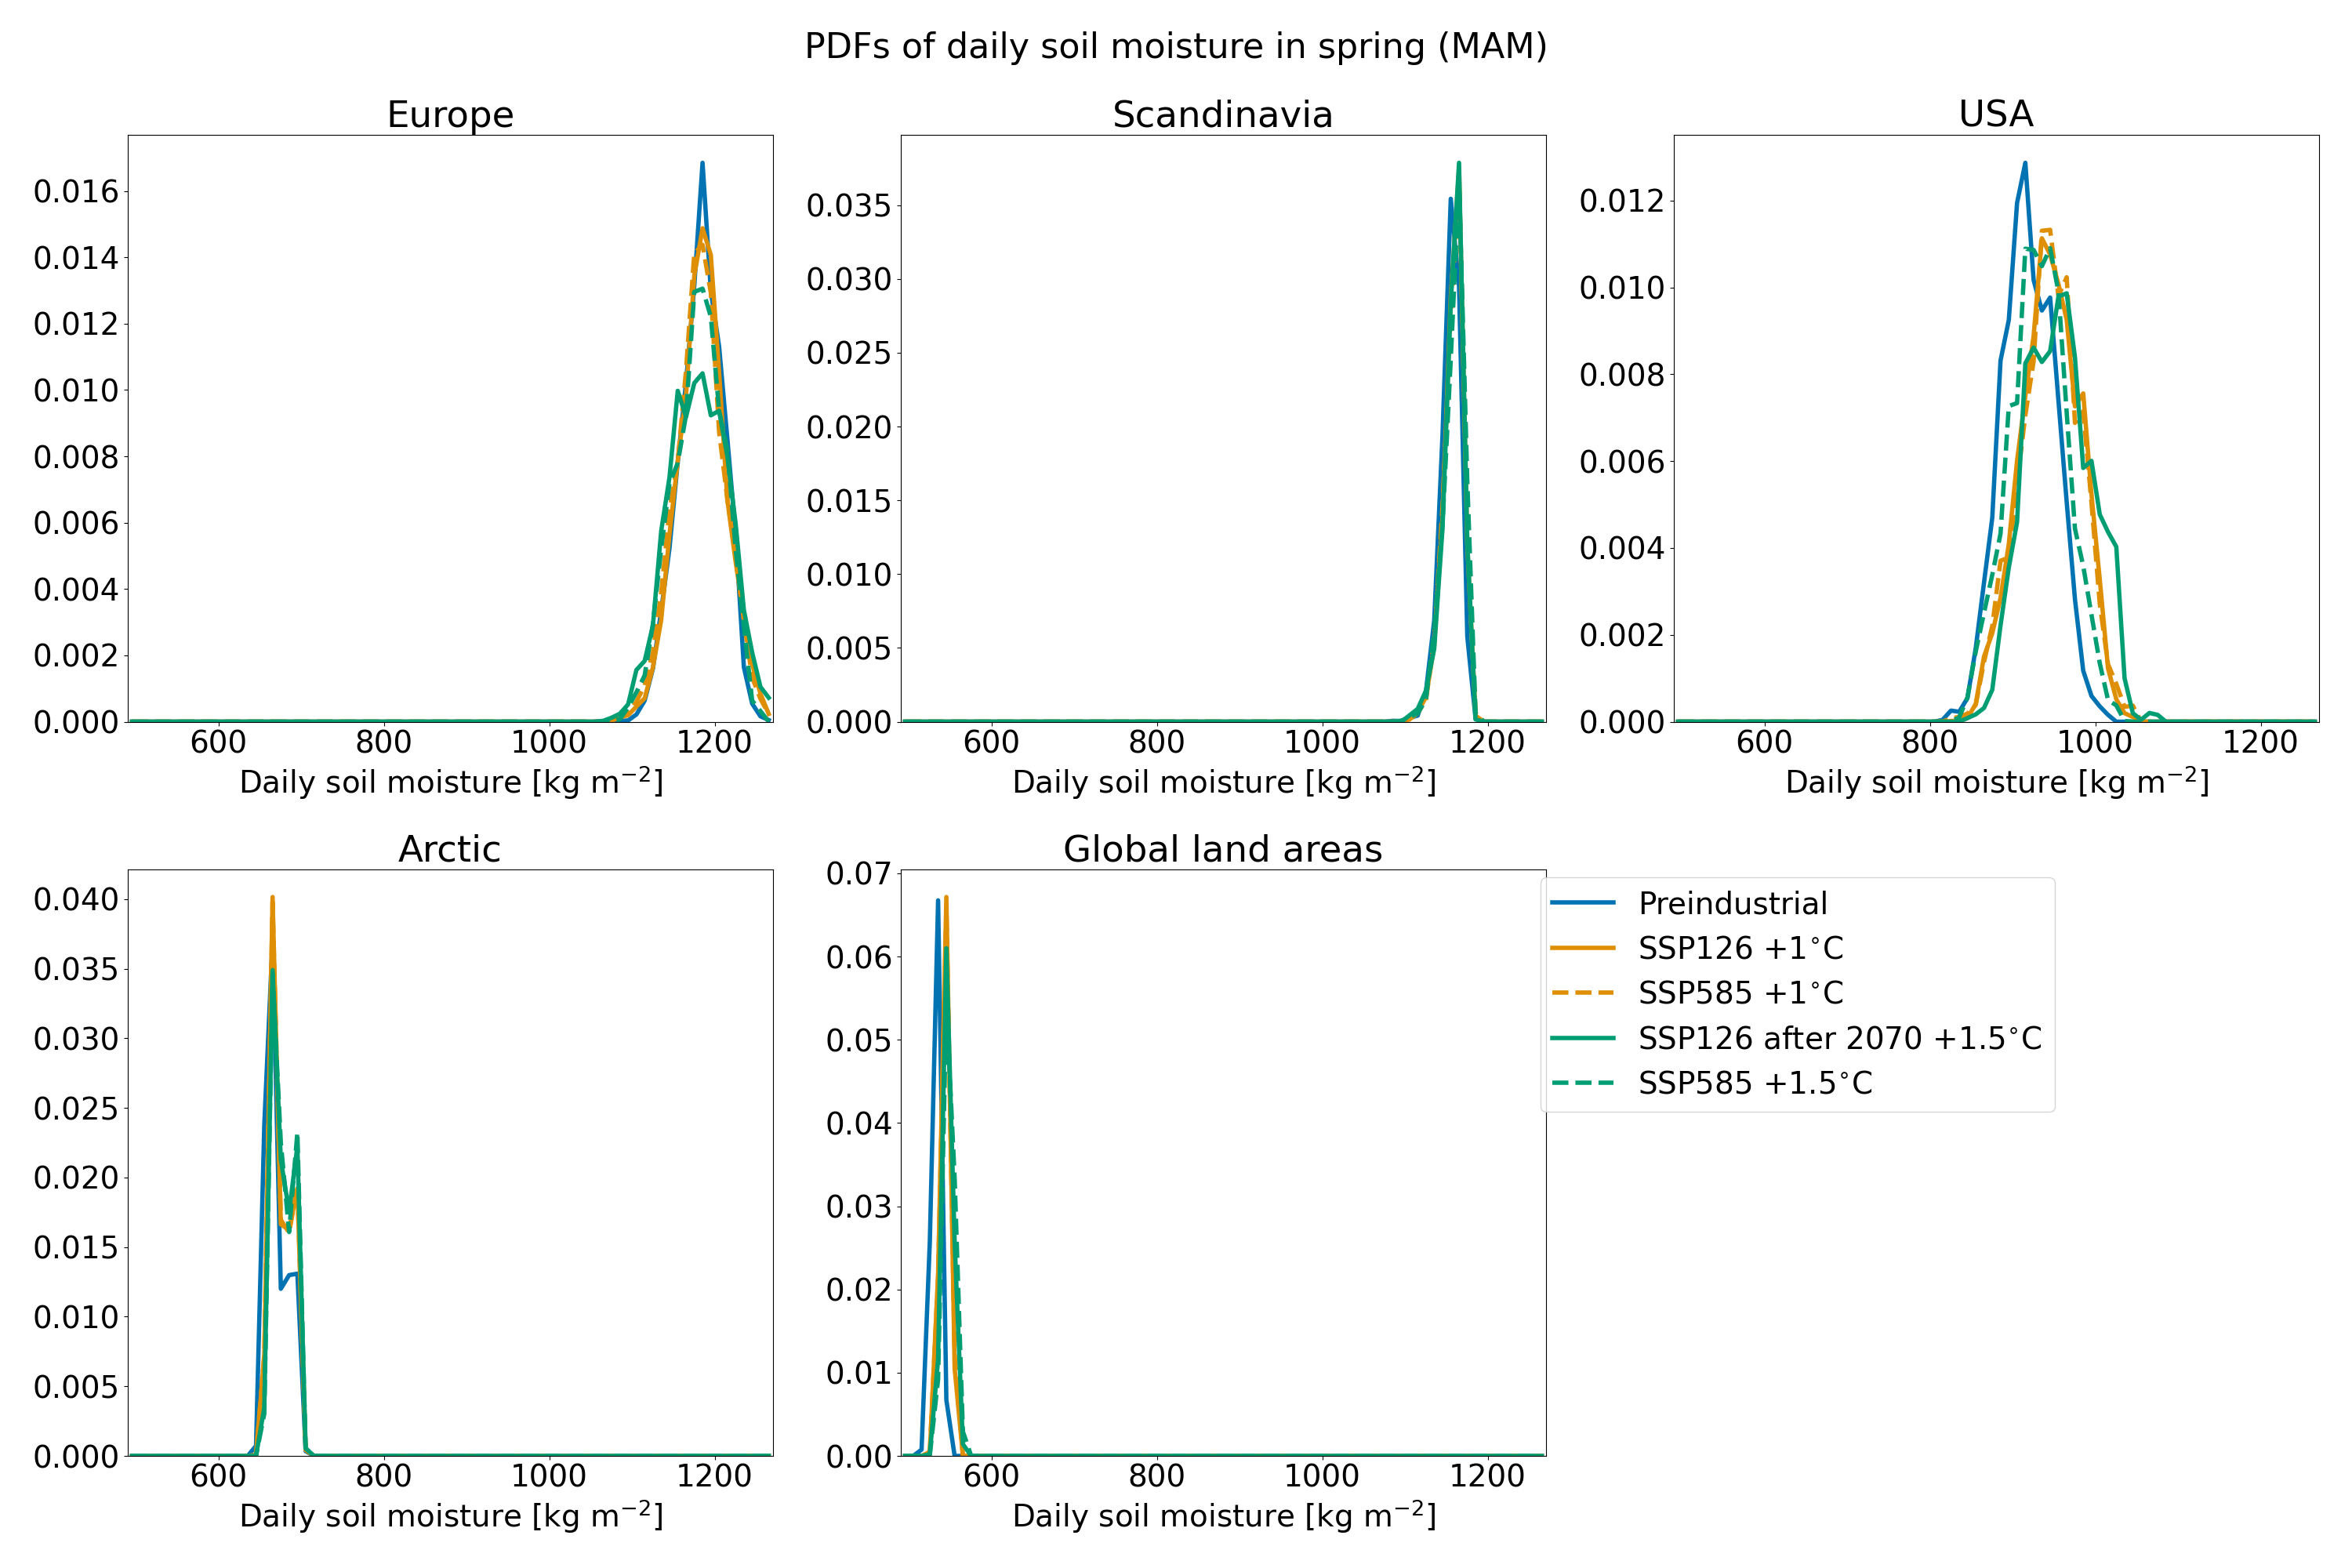 PDFs of daily soil moisture in spring (MAM)
Europe
Scandinavia
USA
0.016
0.014
0.012
0.010
0.008
0.006
0.004
0.002
0.000
600 800 1000 1200
Daily soil moisture [kg m⁻²]
0.035
0.030
0.025
0.020
0.015
0.010
0.005
0.000
600 800 1000 1200
Daily soil moisture [kg m⁻²]
0.012
0.010
0.008
0.006
0.004
0.002
0.000
600 800 1000 1200
Daily soil moisture [kg m⁻²]
Arctic
Global land areas
0.040
0.035
0.030
0.025
0.020
0.015
0.010
0.005
0.000
600 800 1000 1200
Daily soil moisture [kg m⁻²]
0.07
0.06
0.05
0.04
0.03
0.02
0.01
0.00
600 800 1000 1200
Daily soil moisture [kg m⁻²]
Preindustrial
SSP126 +1°C
SSP585 +1°C
SSP126 after 2070 +1.5°C
SSP585 +1.5°C